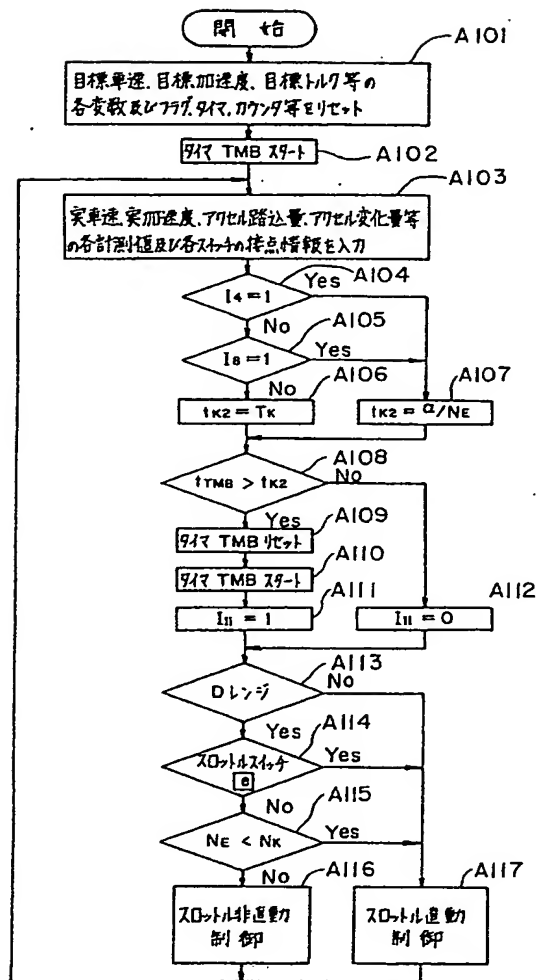 開 始
A101
目標車速、目標加速度、目標トルク等の
各変数及びフラグ、タイマ、カウンタ等をリセット
タイマ TMB スタート
A102
A103
実車速、実加速度、アクセル踏込量、アクセル変化量等
の各計測値及び各スイッチの接点情報を入力
A104
I4=1
Yes
No
A105
I8=1
Yes
No
A106
tK2=TK
A107
tK2=α/NE
A108
tTMB>tK2
No
Yes
A109
タイマ TMB リセット
A110
タイマ TMB スタート
A111
I11=1
A112
I11=0
A113
Dレンジ
No
Yes
A114
スロットルスイッチ
Yes
No
A115
NE<NK
Yes
No
A116
スロットル非直動
制御
A117
スロットル直動
制御